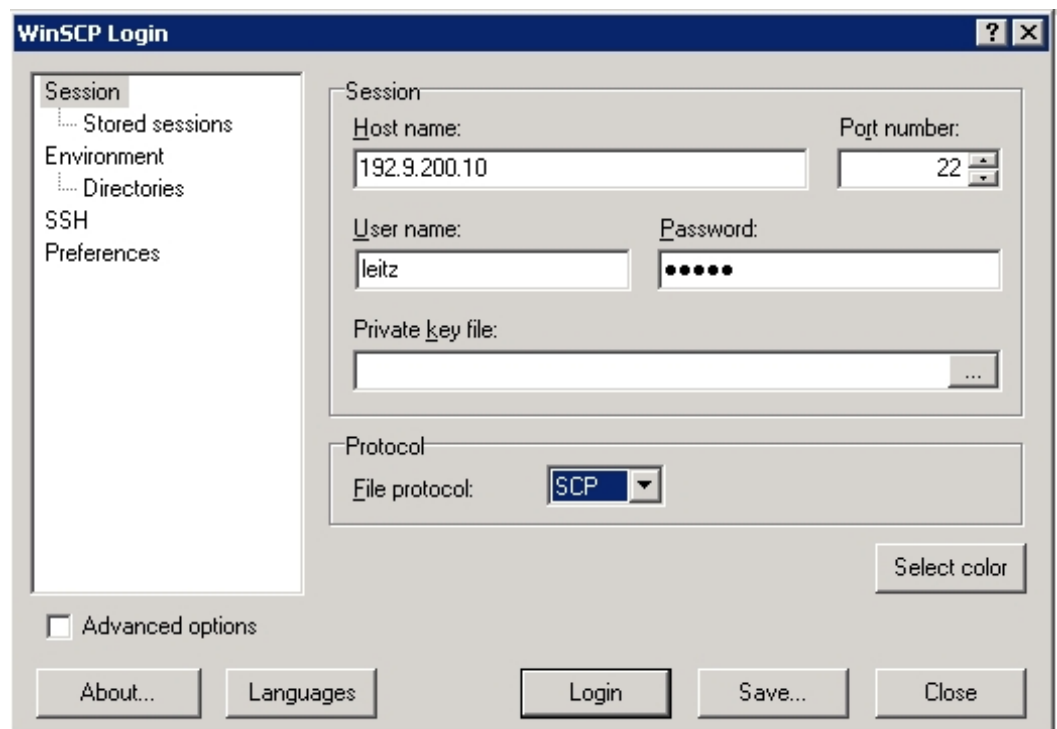 WinSCP Login
Session
Stored sessions
Environment
Directories
SSH
Preferences
Session
Host name:
Port number:
192.9.200.10
22
User name:
Password:
leitz
●●●●●
Private key file:
...
Protocol
File protocol:
SCP
Select color
Advanced options
About...
Languages
Login
Save...
Close